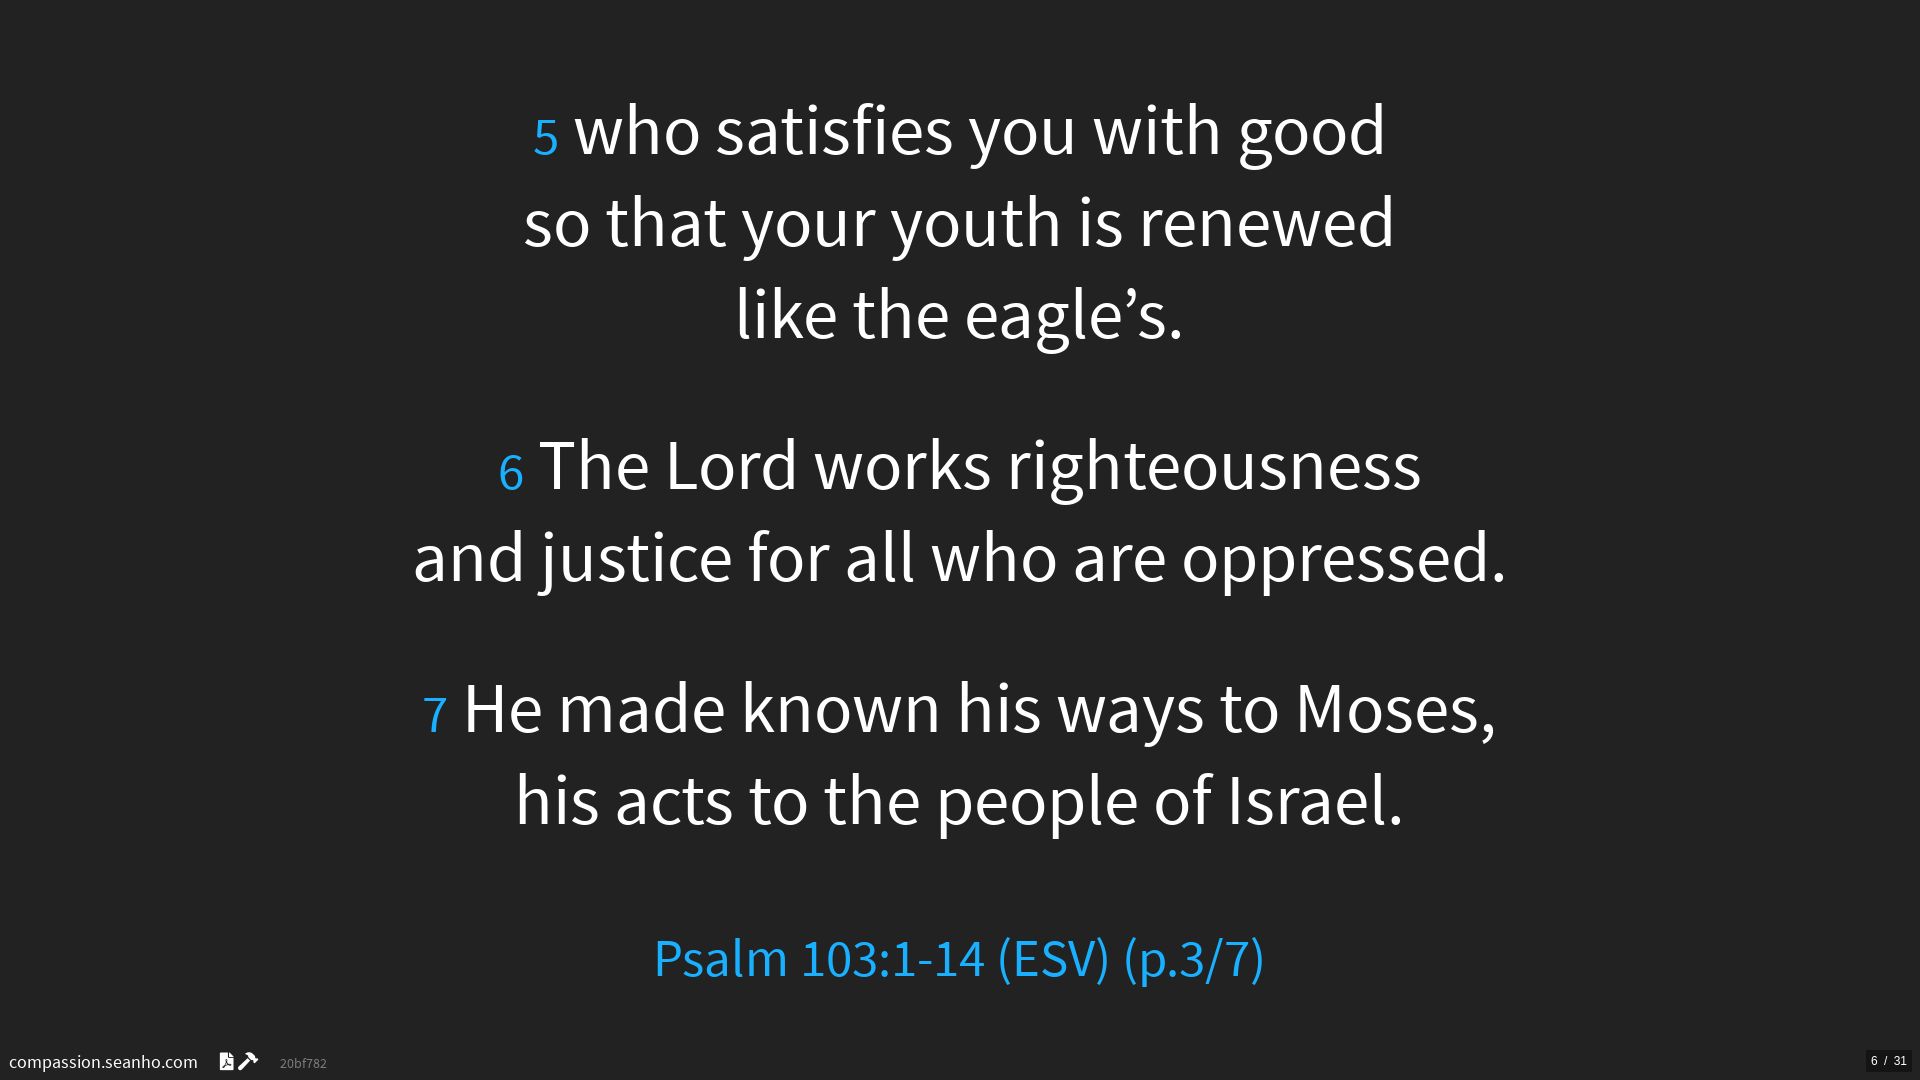 5 who satisfies you with good
so that your youth is renewed
like the eagle’s.
6 The Lord works righteousness
and justice for all who are oppressed.
7 He made known his ways to Moses,
his acts to the people of Israel.
Psalm 103:1-14 (ESV) (p.3/7)
compassion.seanho.com 20bf782
6 / 31